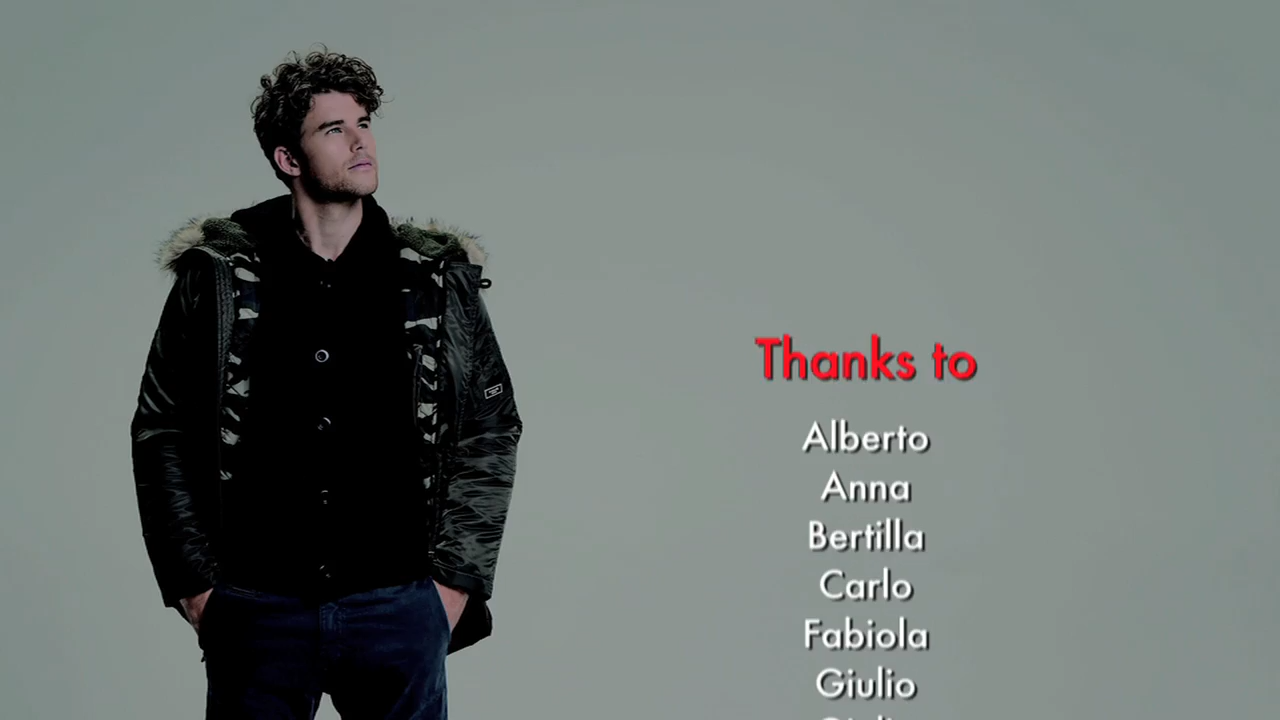 Thanks to
Alberto
Anna
Bertilla
Carlo
Fabiola
Giulio